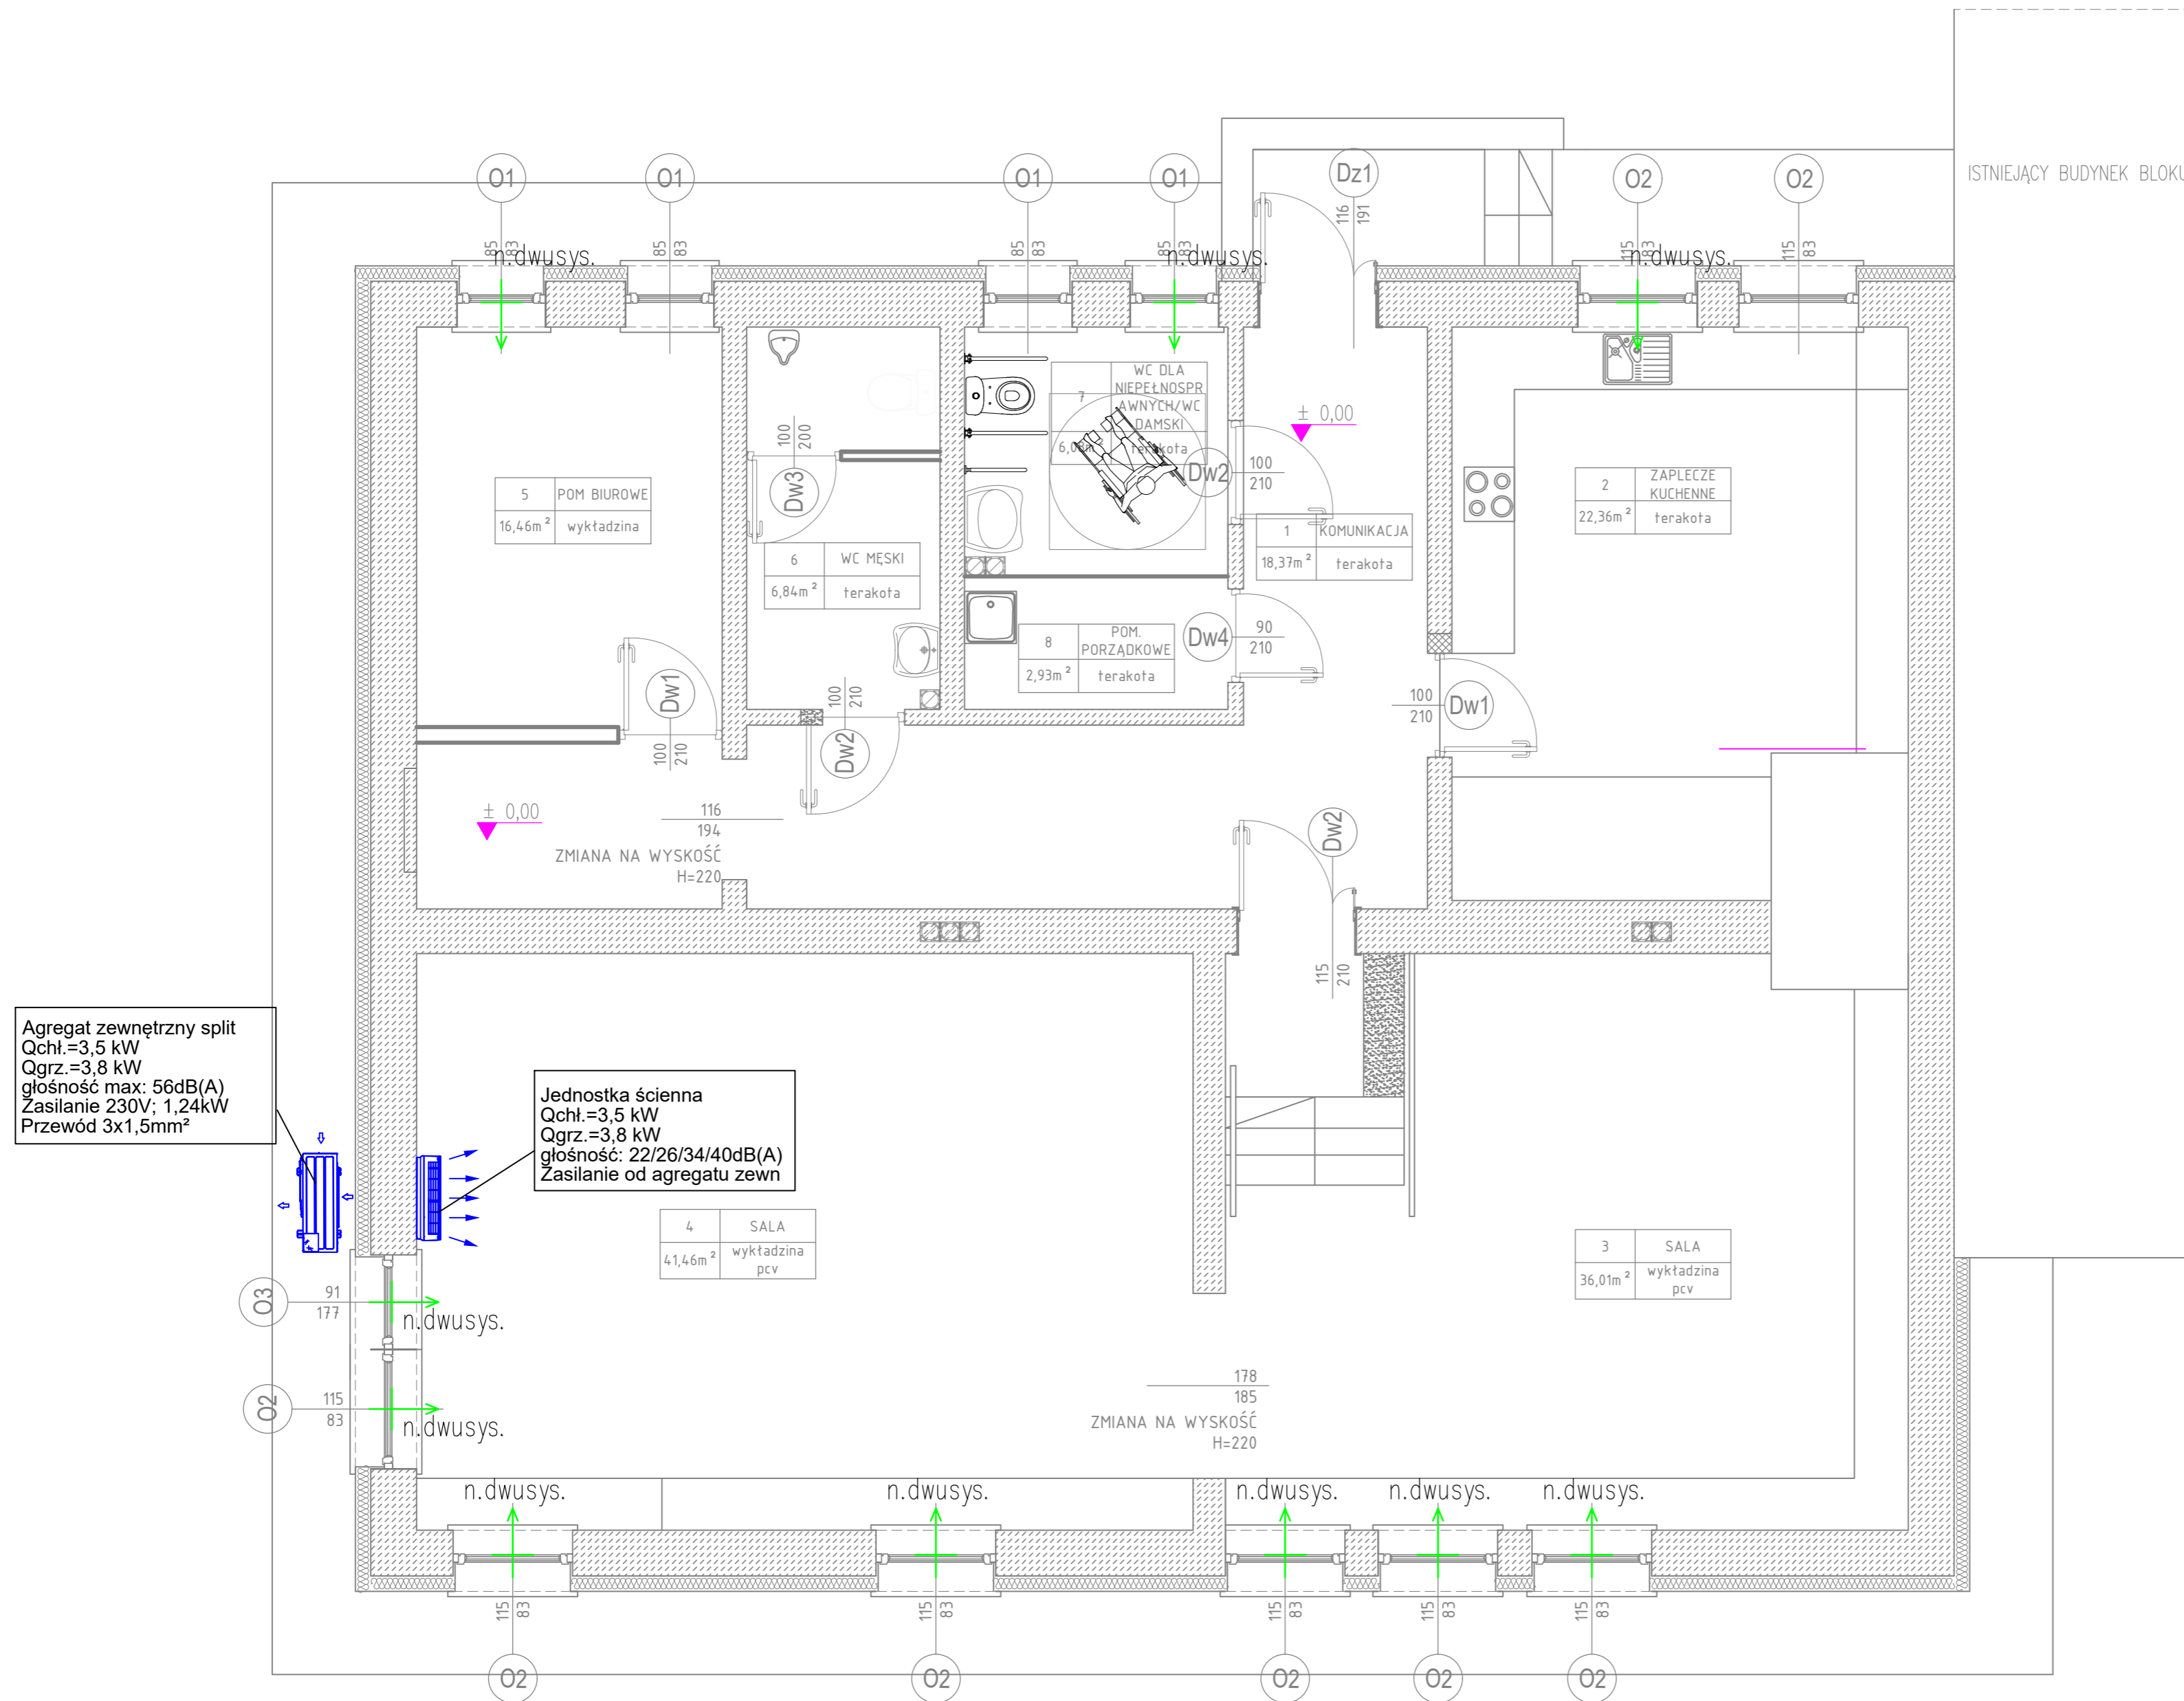 ISTNIEJĄCY BUDYNEK BLOKU
O1
O1
O1
O1
Dz1
O2
O2
85
83
85
83
85
83
85
83
116
191
115
83
115
83
n.dwusys.
n.dwusys.
n.dwusys.
5 POM BIUROWE
16,46m² wykładzina
100
200
Dw3
6 WC MĘSKI
6,84m² terakota
7 WC DLA
NIEPEŁNOSPR
AWNYCH/WC
DAMSKI
terakota
Dw2
100
210
± 0,00
1 KOMUNIKACJA
18,37m² terakota
2 ZAPLECZE
KUCHENNE
22,36m² terakota
8 POM.
PORZĄDKOWE
2,93m² terakota
Dw4
90
210
Dw1
100
210
100
210
Dw2
100
210
Dw1
± 0,00
116
194
ZMIANA NA WYSKOŚĆ
H=220
Dw2
115
210
Agregat zewnętrzny split
Qchł.=3,5 kW
Qgrz.=3,8 kW
głośność max: 56dB(A)
Zasilanie 230V; 1,24kW
Przewód 3x1,5mm²
Jednostka ścienna
Qchł.=3,5 kW
Qgrz.=3,8 kW
głośność: 22/26/34/40dB(A)
Zasilanie od agregatu zewn
4 SALA
41,46m² wykładzina
pcv
3 SALA
36,01m² wykładzina
pcv
O3
91
177
n.dwusys.
O2
115
83
n.dwusys.
178
185
ZMIANA NA WYSKOŚĆ
H=220
n.dwusys.
n.dwusys.
n.dwusys.
n.dwusys.
n.dwusys.
115
83
115
83
115
83
115
83
115
83
O2
O2
O2
O2
O2